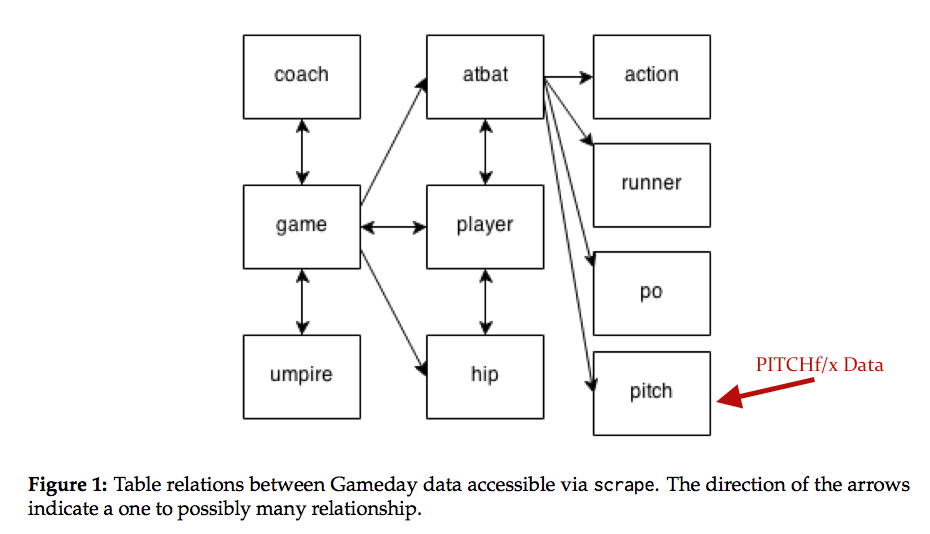 coach
atbat
action
runner
game
player
po
umpire
hip
pitch
PITCHf/x Data
Figure 1: Table relations between Gameday data accessible via scrape. The direction of the arrows
indicate a one to possibly many relationship.